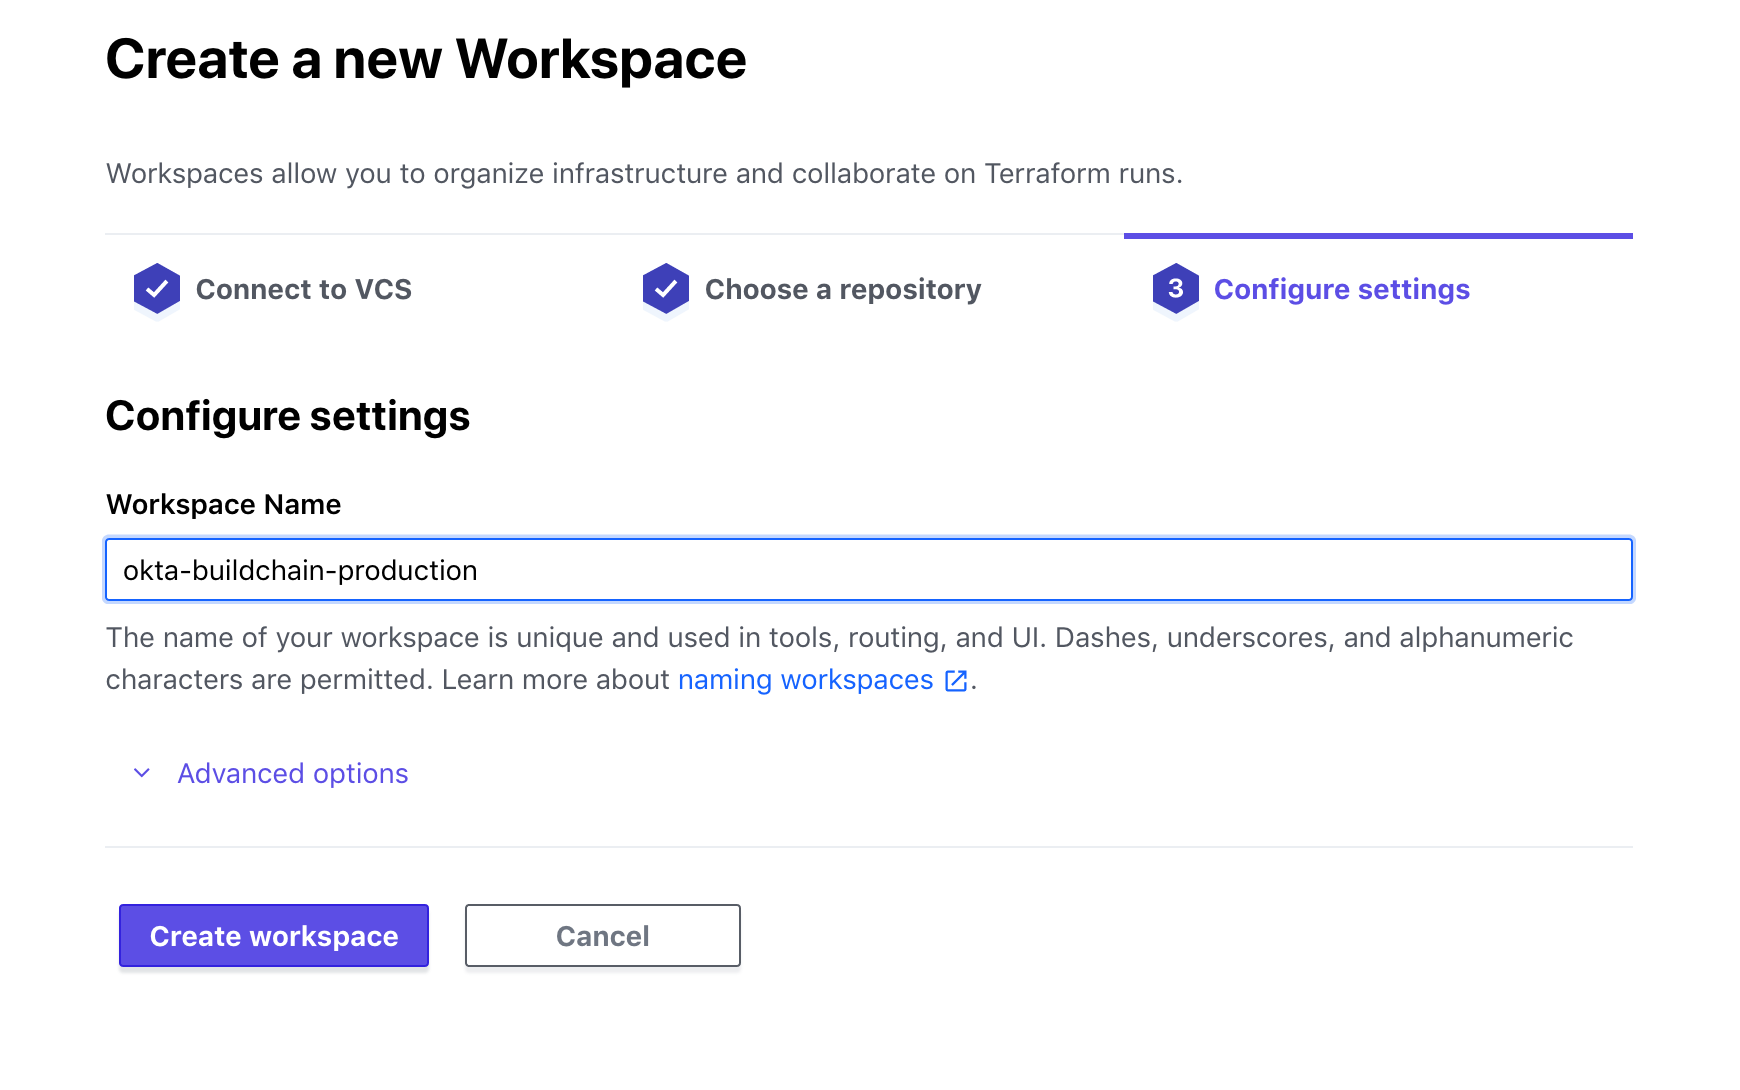 Create a new Workspace
Workspaces allow you to organize infrastructure and collaborate on Terraform runs.
Connect to VCS
Choose a repository
3 Configure settings
Configure settings
Workspace Name
okta-buildchain-production
The name of your workspace is unique and used in tools, routing, and UI. Dashes, underscores, and alphanumeric
characters are permitted. Learn more about naming workspaces.
Advanced options
Create workspace
Cancel